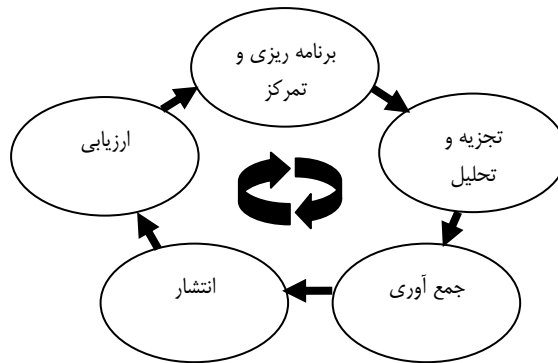 برنامه ریزی و
تمرکز
تجزیه و
تحلیل
جمع آوری
انتشار
ارزیابی